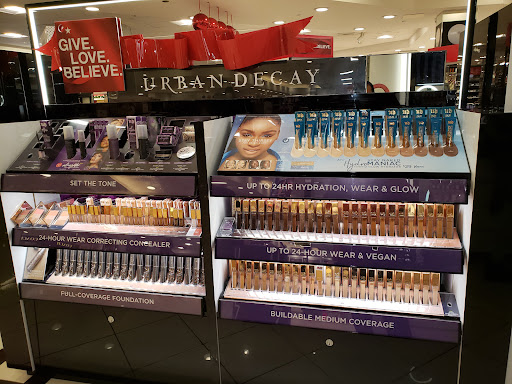 GIVE.
LOVE.
BELIEVE.
URBAN DECAY
HydroMANIAC
SET THE TONE
UP TO 24HR HYDRATION, WEAR & GLOW
24-HOUR WEAR CORRECTING CONCEALER
UP TO 24-HOUR WEAR & VEGAN
FULL-COVERAGE FOUNDATION
BUILDABLE MEDIUM COVERAGE